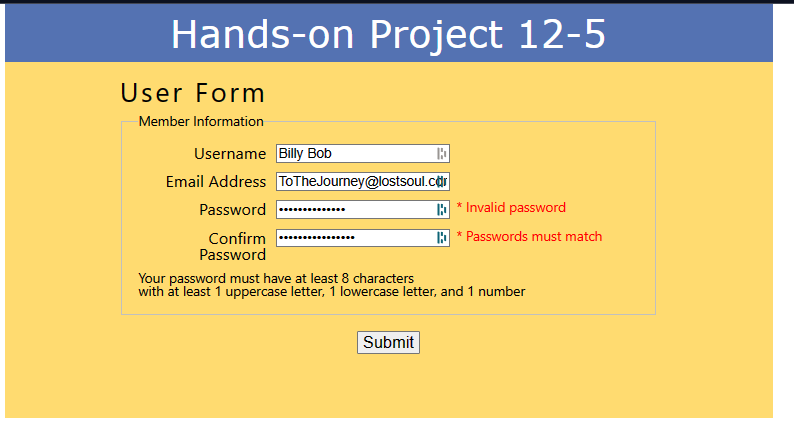 Hands-on Project 12-5
User Form
Member Information
Username Billy Bob
Email Address ToTheJourney@lostsoul.com
Password •••••••••••••• * Invalid password
Confirm Password •••••••••••••••• * Passwords must match
Your password must have at least 8 characters
with at least 1 uppercase letter, 1 lowercase letter, and 1 number
Submit